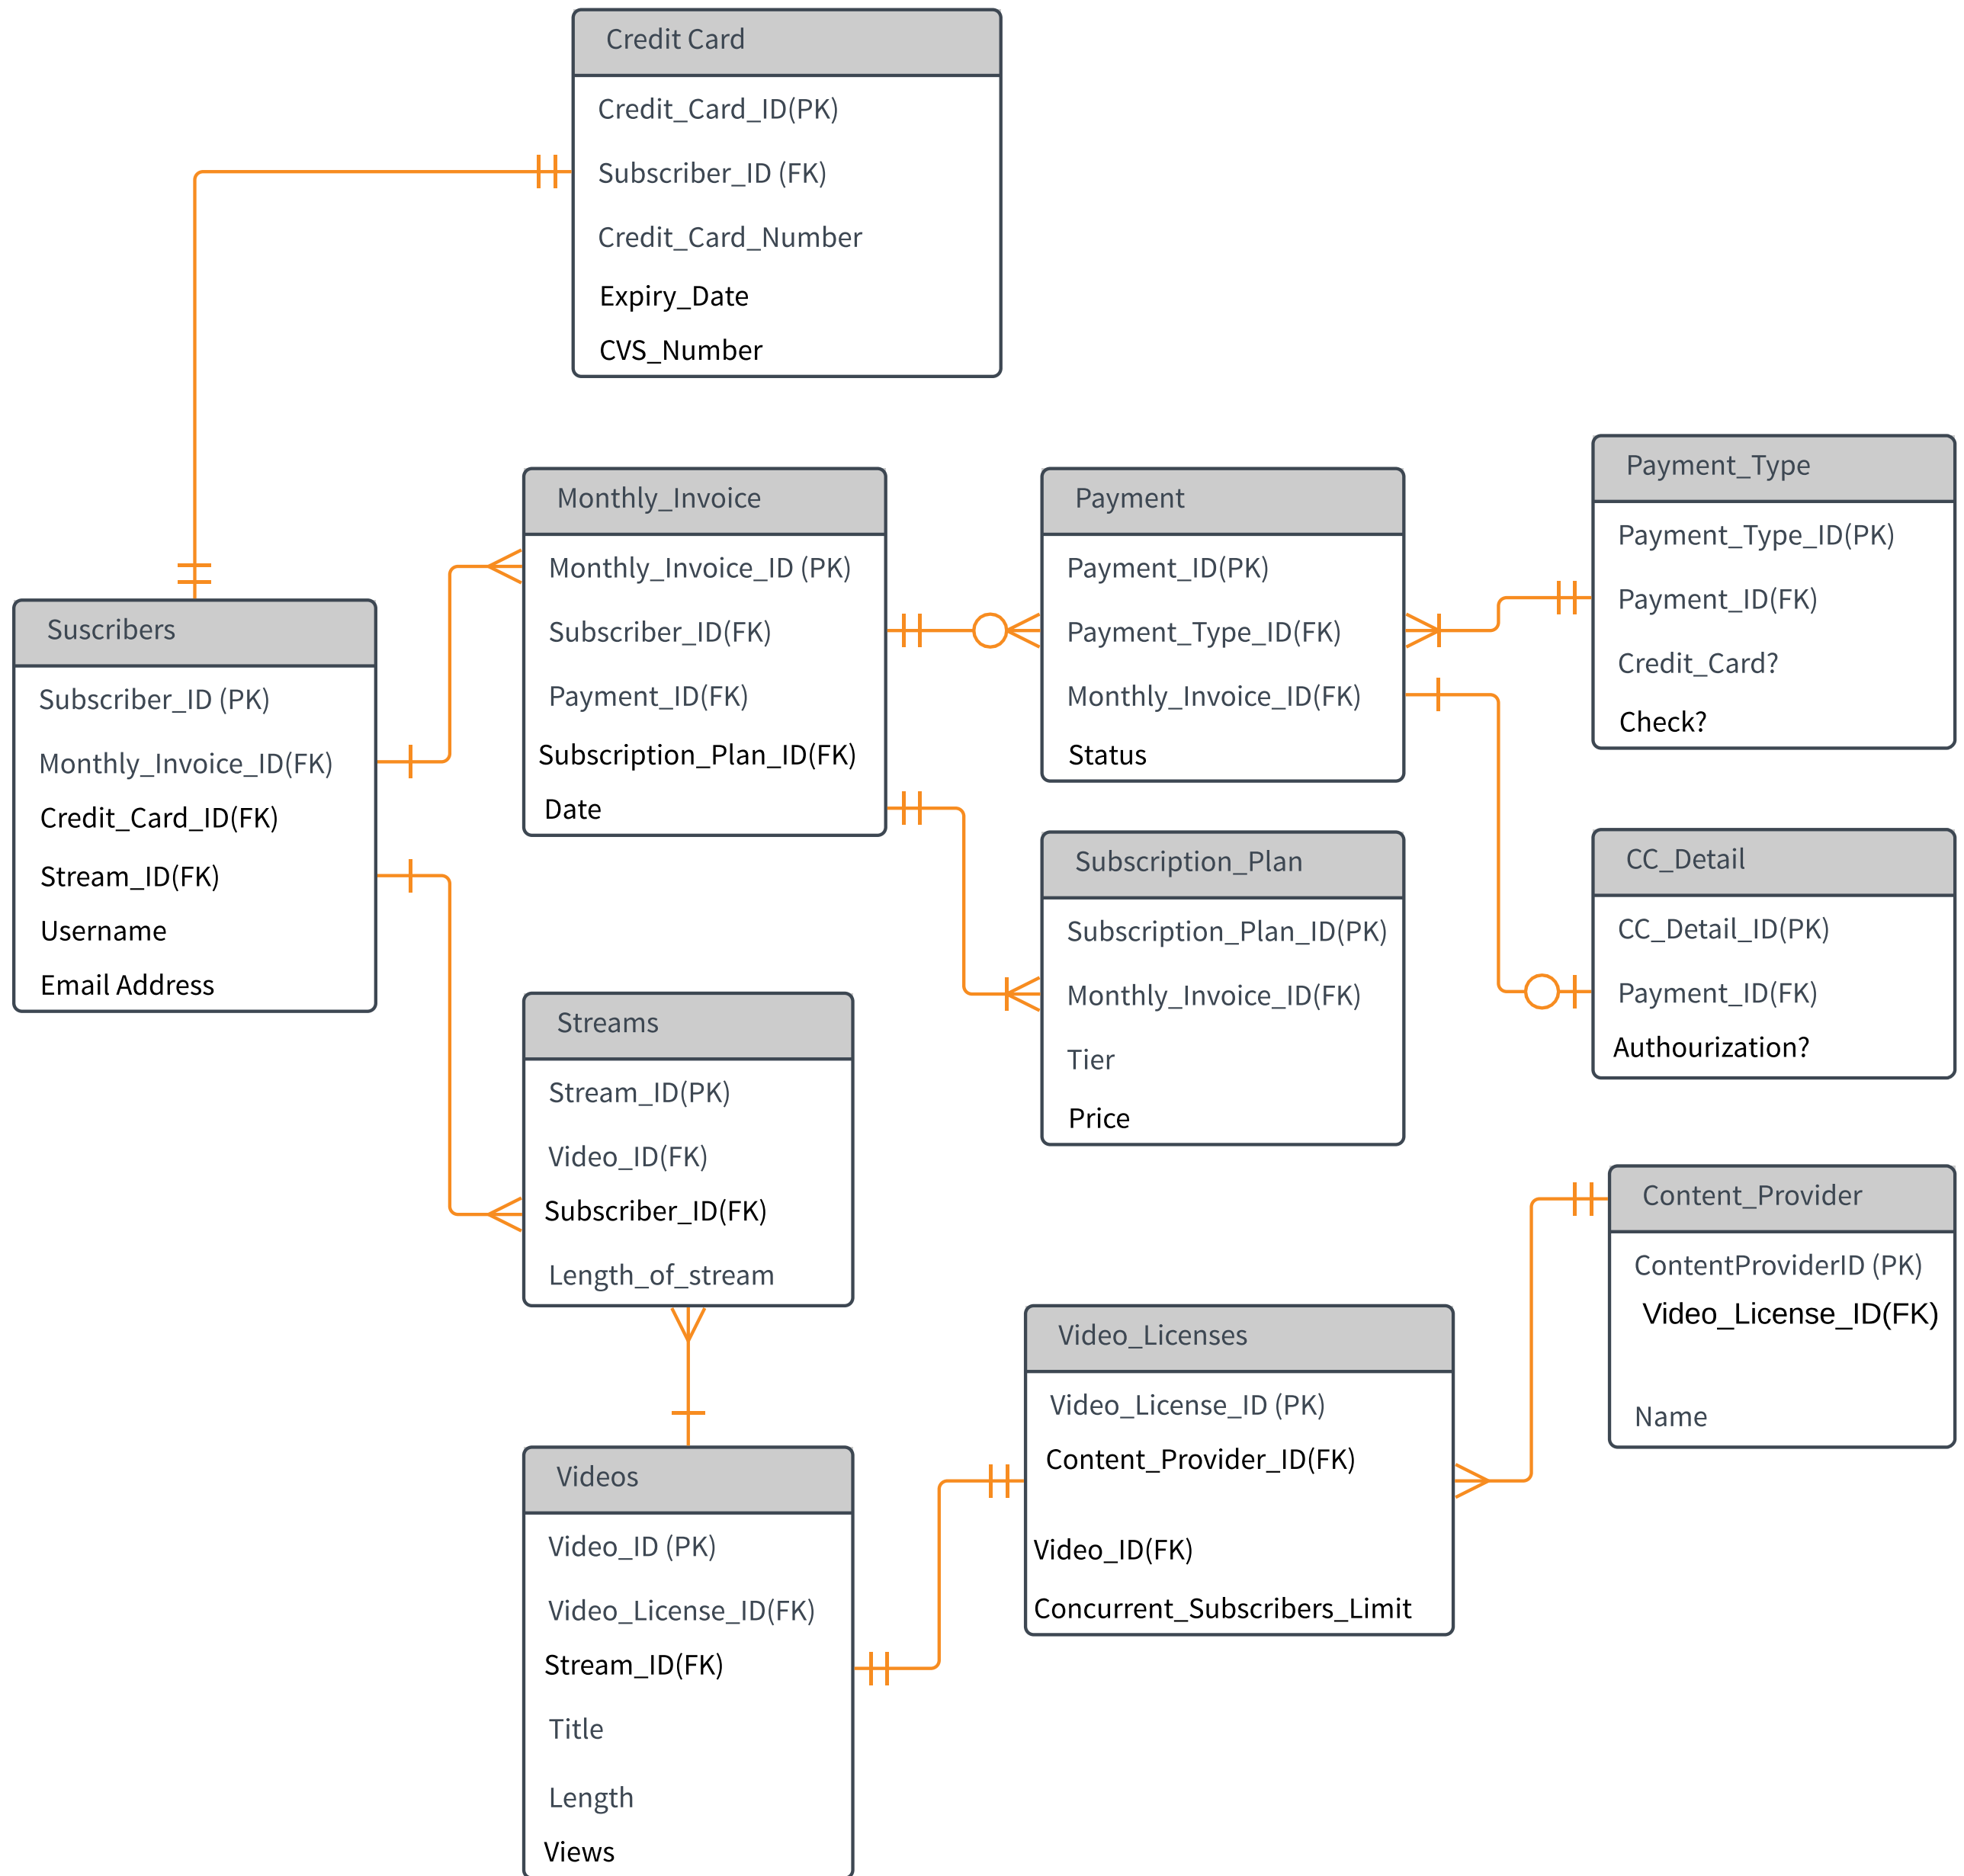 Credit Card
Credit_Card_ID(PK)
Subscriber_ID (FK)
Credit_Card_Number
Expiry_Date
CVS_Number
Suscribers
Subscriber_ID (PK)
Monthly_Invoice_ID(FK)
Credit_Card_ID(FK)
Stream_ID(FK)
Username
Email Address
Monthly_Invoice
Monthly_Invoice_ID (PK)
Subscriber_ID(FK)
Payment_ID(FK)
Subscription_Plan_ID(FK)
Date
Payment
Payment_ID(PK)
Payment_Type_ID(FK)
Monthly_Invoice_ID(FK)
Status
Payment_Type
Payment_Type_ID(PK)
Payment_ID(FK)
Credit_Card?
Check?
Subscription_Plan
Subscription_Plan_ID(PK)
Monthly_Invoice_ID(FK)
Tier
Price
CC_Detail
CC_Detail_ID(PK)
Payment_ID(FK)
Authourization?
Streams
Stream_ID(PK)
Video_ID(FK)
Subscriber_ID(FK)
Length_of_stream
Content_Provider
ContentProviderID (PK)
Video_License_ID(FK)
Name
Video_Licenses
Video_License_ID (PK)
Content_Provider_ID(FK)
Video_ID(FK)
Concurrent_Subscribers_Limit
Videos
Video_ID (PK)
Video_License_ID(FK)
Stream_ID(FK)
Title
Length
Views